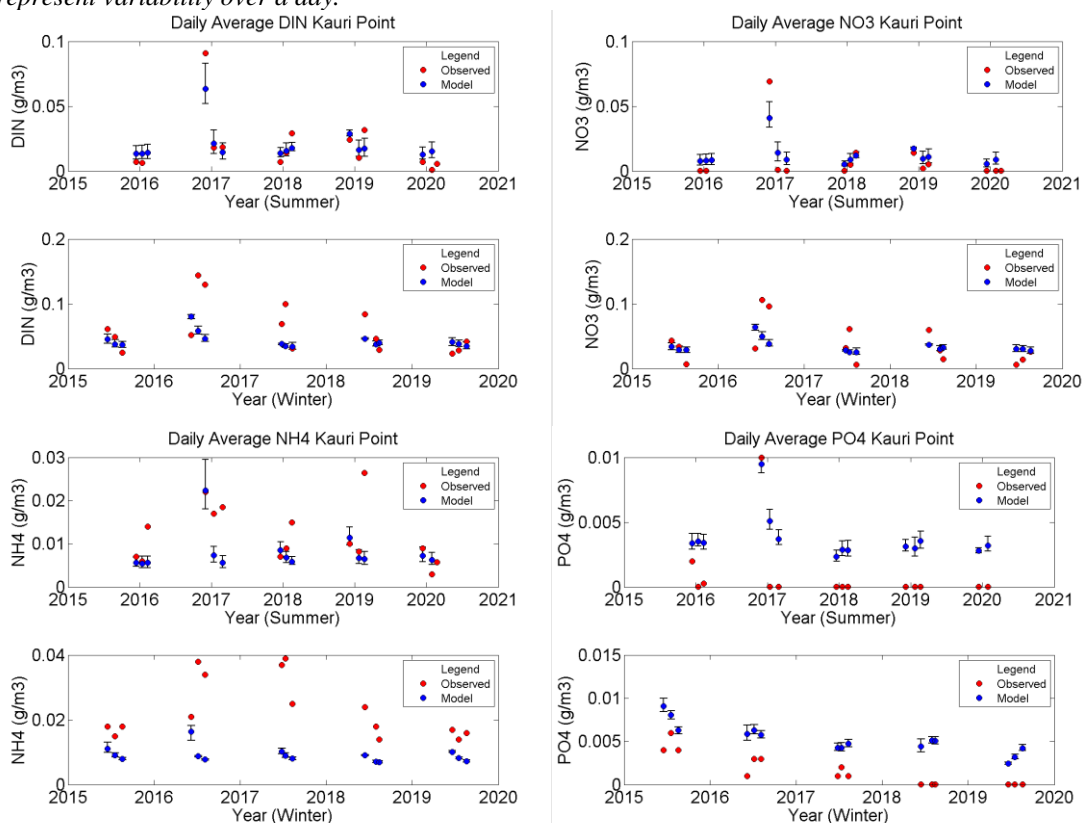 represent variability over a day.
Daily Average DIN Kauri Point
0.1
0.05
0
DIN (g/m3)
Legend
Observed
Model
2015 2016 2017 2018 2019 2020 2021
Year (Summer)
0.2
0.1
0
DIN (g/m3)
Legend
Observed
Model
2015 2016 2017 2018 2019 2020
Year (Winter)
Daily Average NO3 Kauri Point
0.1
0.05
0
NO3 (g/m3)
Legend
Observed
Model
2015 2016 2017 2018 2019 2020 2021
Year (Summer)
0.2
0.1
0
NO3 (g/m3)
Legend
Observed
Model
2015 2016 2017 2018 2019 2020
Year (Winter)
Daily Average NH4 Kauri Point
0.03
0.02
0.01
0
NH4 (g/m3)
Legend
Observed
Model
2015 2016 2017 2018 2019 2020 2021
Year (Summer)
0.04
0.02
0
NH4 (g/m3)
Legend
Observed
Model
2015 2016 2017 2018 2019 2020
Year (Winter)
Daily Average PO4 Kauri Point
0.01
0.005
0
PO4 (g/m3)
Legend
Observed
Model
2015 2016 2017 2018 2019 2020 2021
Year (Summer)
0.015
0.01
0.005
0
PO4 (g/m3)
Legend
Observed
Model
2015 2016 2017 2018 2019 2020
Year (Winter)